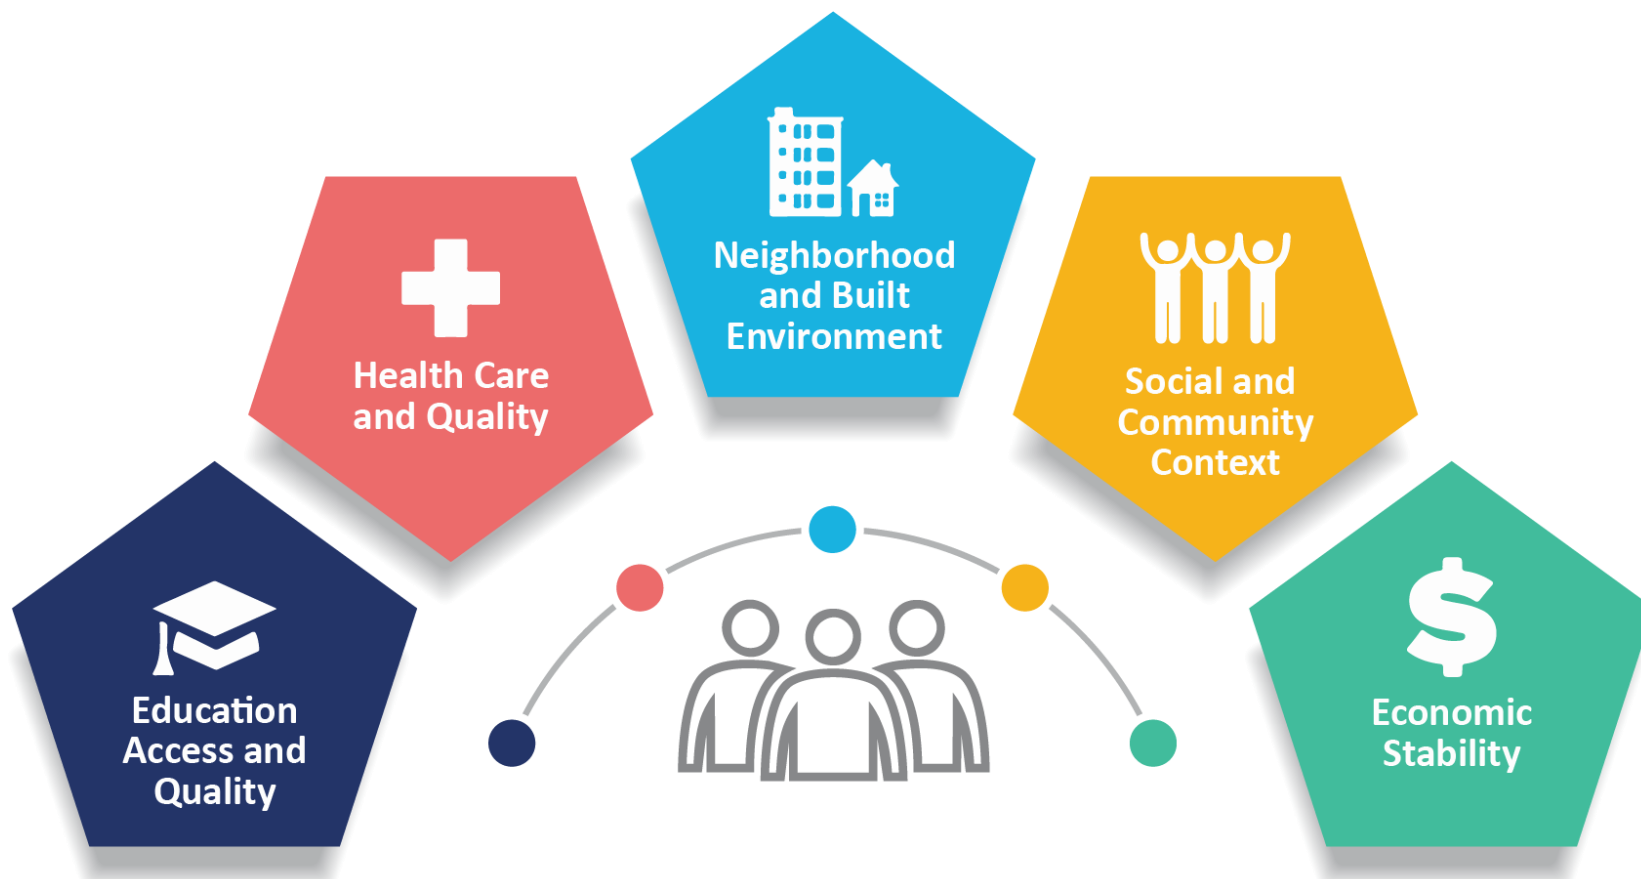 Neighborhood
and Built
Environment
Health Care
and Quality
Social and
Community
Context
Education
Access and
Quality
Economic
Stability